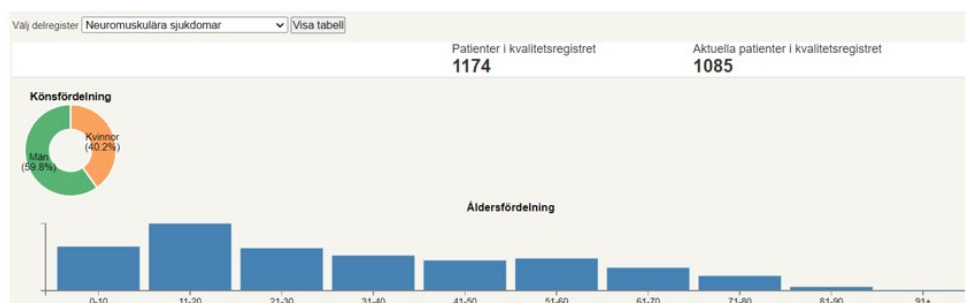 Välj delregister Neuromuskulära sjukdomar Visa tabell
Patienter i kvalitetsregistret
1174
Aktuella patienter i kvalitetsregistret
1085
Könsfördelning
Kvinnor
(40.2%)
Män
(59.8%)
Åldersfördelning
0-10 11-20 21-30 31-40 41-50 51-60 61-70 71-80 81-90 91+